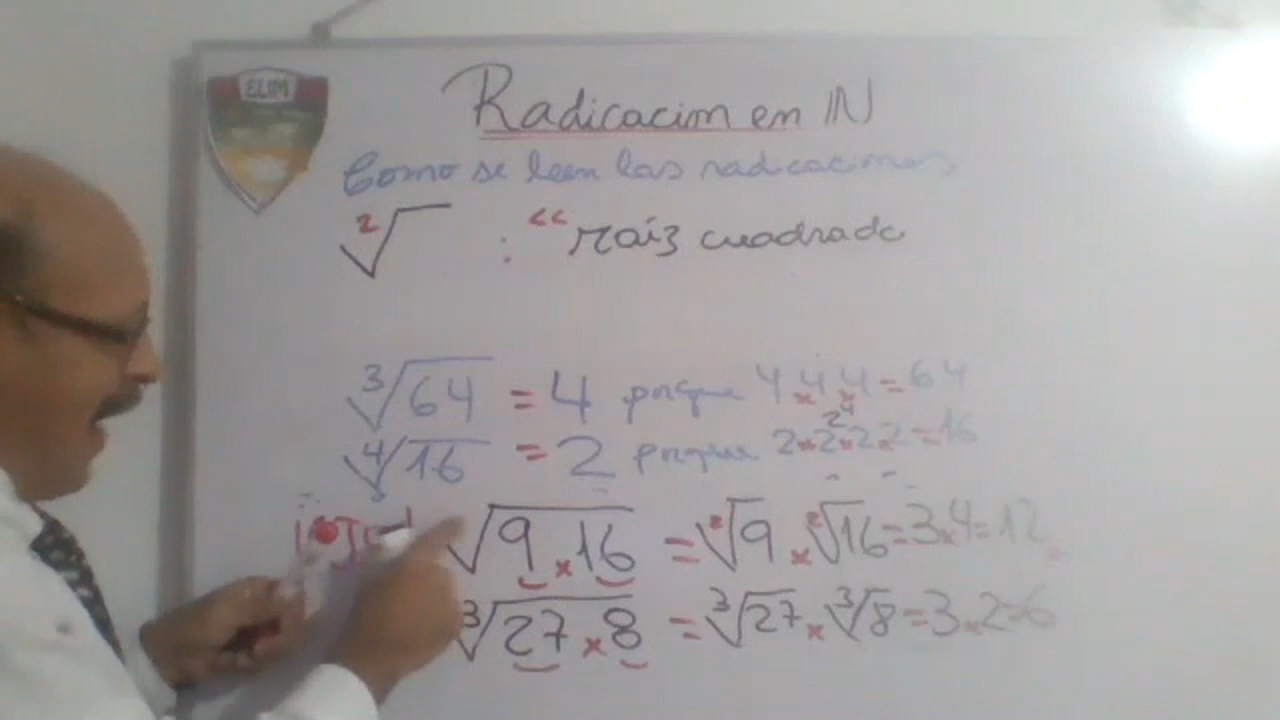 ELIM
Radicacion en ℕ
Como se leen las radicaciones
²√ : “ raíz cuadrada
³√64 = 4 porque 4 × 4 × 4 = 64
2⁴
⁴√16 = 2 porque 2 × 2 × 2 × 2 = 16
√9 × 16 = ²√9 × ²√16 = 3 × 4 = 12
³√27 × 8 = ³√27 × ³√8 = 3 × 2 = 6